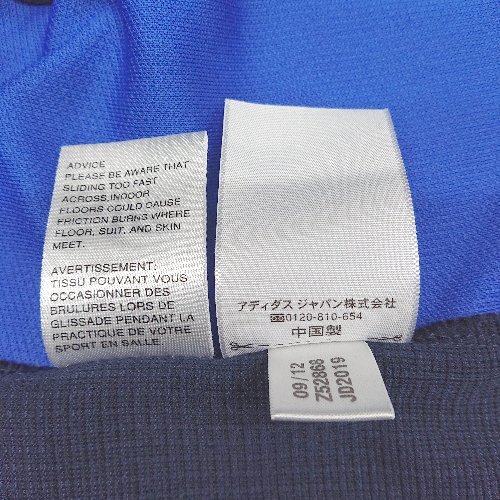 ADVICE
PLEASE BE AWARE THAT
SLIDING TOO FAST
ACROSS INDOOR
FLOORS COULD CAUSE
FRICTION BURNS WHERE
FLOOR, SUIT, AND SKIN
MEET.
AVERTISSEMENT:
TISSU POUVANT VOUS
OCCASIONNER DES
BRULURES LORS DE
GLISSADE PENDANT LA
PRACTIQUE DE VOTRE
SPORT EN SALLE.
アディダス ジャパン株式会社
☎0120-810-654
中国製
09/12
Z52868
JD2019